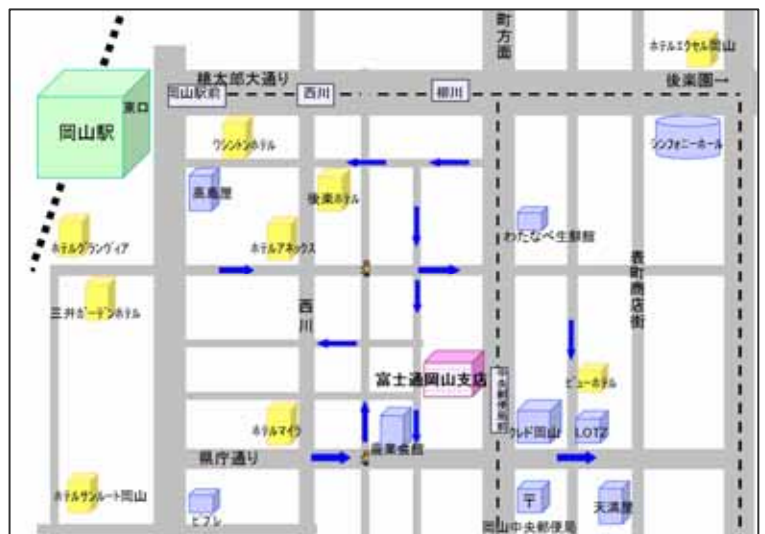 町方面
ホテルエクセル岡山
桃太郎大通り
後楽園→
東口
岡山駅前
西川
柳川
岡山駅
ワシントンホテル
シンフォニーホール
高島屋
後楽ホテル
わたなべ生鮮館
ホテルグランヴィア
ホテルアネックス
表町商店街
三井ガーデンホテル
西川
富士通岡山支店
ビューホテル
ホテルマイラ
産業会館
クレド岡山
LOTZ
県庁通り
ホテルサンルート岡山
ビブレ
〒
岡山中央郵便局
天満屋